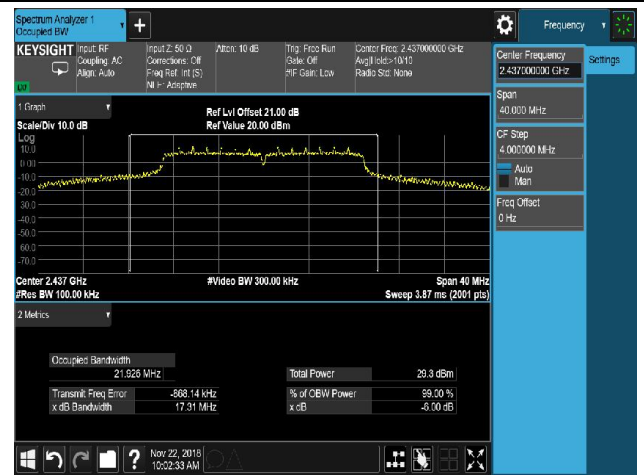 Spectrum Analyzer 1
Occupied BW
+
Frequency
KEYSIGHT
Input: RF
Coupling: AC
Align: Auto
Input Z: 50 Ω
Corrections: Off
Freq Ref: Int (S)
NFE: Adaptive
Atten: 10 dB
Trig: Free Run
Gate: Off
#IF Gain: Low
Center Freq: 2.437000000 GHz
Avg|Hold:>10/10
Radio Std: None
Center Frequency
2.437000000 GHz
Settings
Span
40.000 MHz
CF Step
4.000000 MHz
Auto
Man
Freq Offset
0 Hz
1 Graph
Scale/Div 10.0 dB
Ref Lvl Offset 21.00 dB
Ref Value 20.00 dBm
Log
10.0
0.00
-10.0
-20.0
-30.0
-40.0
-50.0
-60.0
-70.0
Center 2.437 GHz
#Video BW 300.00 kHz
Span 40 MHz
#Res BW 100.00 kHz
Sweep 3.87 ms (2001 pts)
2 Metrics
Occupied Bandwidth
21.926 MHz
Total Power
29.3 dBm
Transmit Freq Error
-868.14 kHz
% of OBW Power
99.00 %
x dB Bandwidth
17.31 MHz
x dB
-6.00 dB
?
Nov 22, 2018
10:02:33 AM